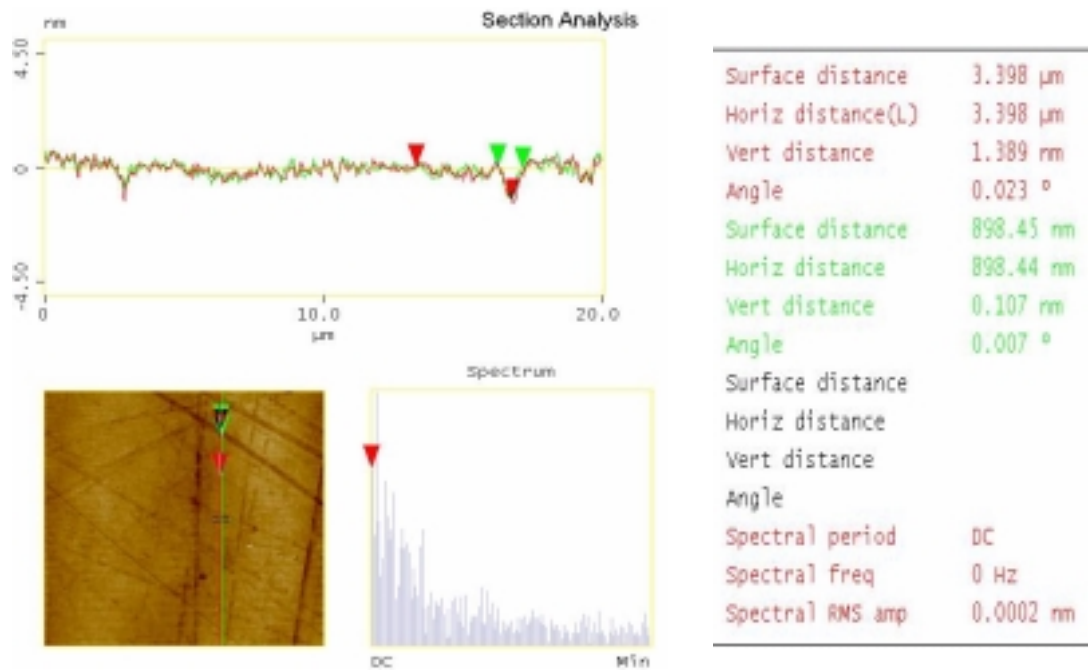 nm
Section Analysis
4.50
0
-4.50
0 10.0 20.0
µm
Spectrum
DC Min
Surface distance 3.398 µm
Horiz distance(L) 3.398 µm
Vert distance 1.389 nm
Angle 0.023 °
Surface distance 898.45 nm
Horiz distance 898.44 nm
Vert distance 0.107 nm
Angle 0.007 °
Surface distance
Horiz distance
Vert distance
Angle
Spectral period DC
Spectral freq 0 Hz
Spectral RMS amp 0.0002 nm